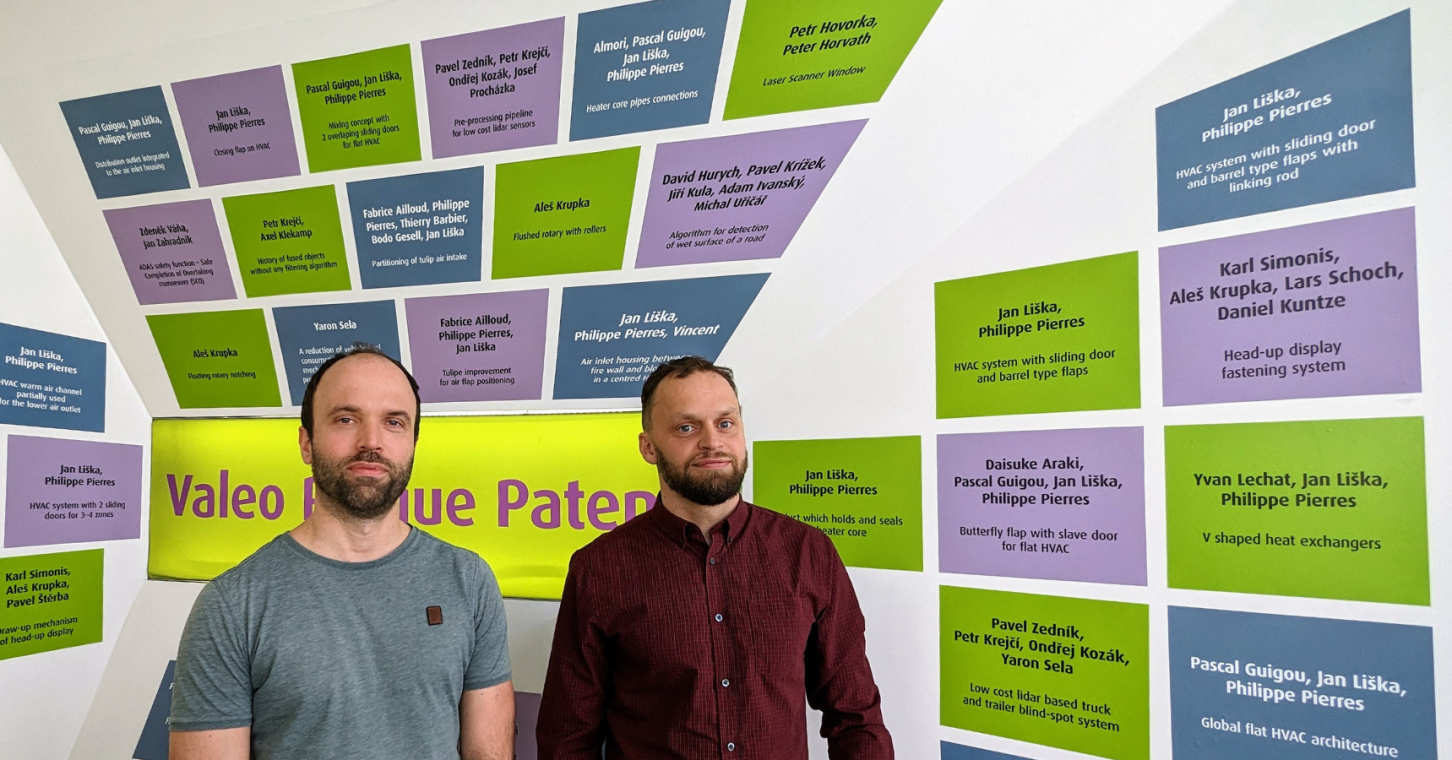 Pascal Guigou, Jan Liška,
Philippe Pierres
Distribution outlet integrated
to the air inlet housing
Jan Liška,
Philippe Pierres
Closing flap on HVAC
Pascal Guigou, Jan Liška,
Philippe Pierres
Mixing concept with
2 overlaping sliding doors
for flat HVAC
Pavel Zedník, Petr Krejčí,
Ondřej Kozák, Josef
Procházka
Pre-processing pipeline
for low cost lidar sensors
Almori, Pascal Guigou,
Jan Liška,
Philippe Pierres
Heater core pipes connections
Petr Hovorka,
Peter Horvath
Laser Scanner Window
Zdeněk Váňa,
Jan Zahradník
ADAS safety function - Safe
Completion of Overtaking
manoeuvre (SCO)
Petr Krejčí,
Axel Klekamp
History of fused objects
without any filtering algorithm
Fabrice Ailloud, Philippe
Pierres, Thierry Barbier,
Bodo Gesell, Jan Liška
Partitioning of tulip air intake
Aleš Krupka
Flushed rotary with rollers
David Hurych, Pavel Krížek,
Jiří Kula, Adam Ivanský,
Michal Uřičář
Algorithm for detection
of wet surface of a road
Aleš Krupka
Floating rotary notching
Yaron Sela
A reduction of
Fabrice Ailloud,
Philippe Pierres,
Jan Liška
Tulipe improvement
for air flap positioning
Jan Liška,
Philippe Pierres, Vincent
Air inlet housing
fire wall and
in a centred
Jan Liška,
Philippe Pierres
HVAC warm air channel
partially used
for the lower air outlet
Jan Liška,
Philippe Pierres
HVAC system with 2 sliding
doors for 3-4 zones
Karl Simonis,
Aleš Krupka,
Pavel Štěrba
Draw-up mechanism
of head-up display
Valeo Paten
Jan Liška,
Philippe Pierres
which holds and seals
heater core
Jan Liška,
Philippe Pierres
HVAC system with sliding door
and barrel type flaps
Daisuke Araki,
Pascal Guigou, Jan Liška,
Philippe Pierres
Butterfly flap with slave door
for flat HVAC
Pavel Zedník,
Petr Krejčí, Ondřej Kozák,
Yaron Sela
Low cost lidar based truck
and trailer blind-spot system
Jan Liška,
Philippe Pierres
HVAC system with sliding door
and barrel type flaps with
linking rod
Karl Simonis,
Aleš Krupka, Lars Schoch,
Daniel Kuntze
Head-up display
fastening system
Yvan Lechat, Jan Liška,
Philippe Pierres
V shaped heat exchangers
Pascal Guigou, Jan Liška,
Philippe Pierres
Global flat HVAC architecture